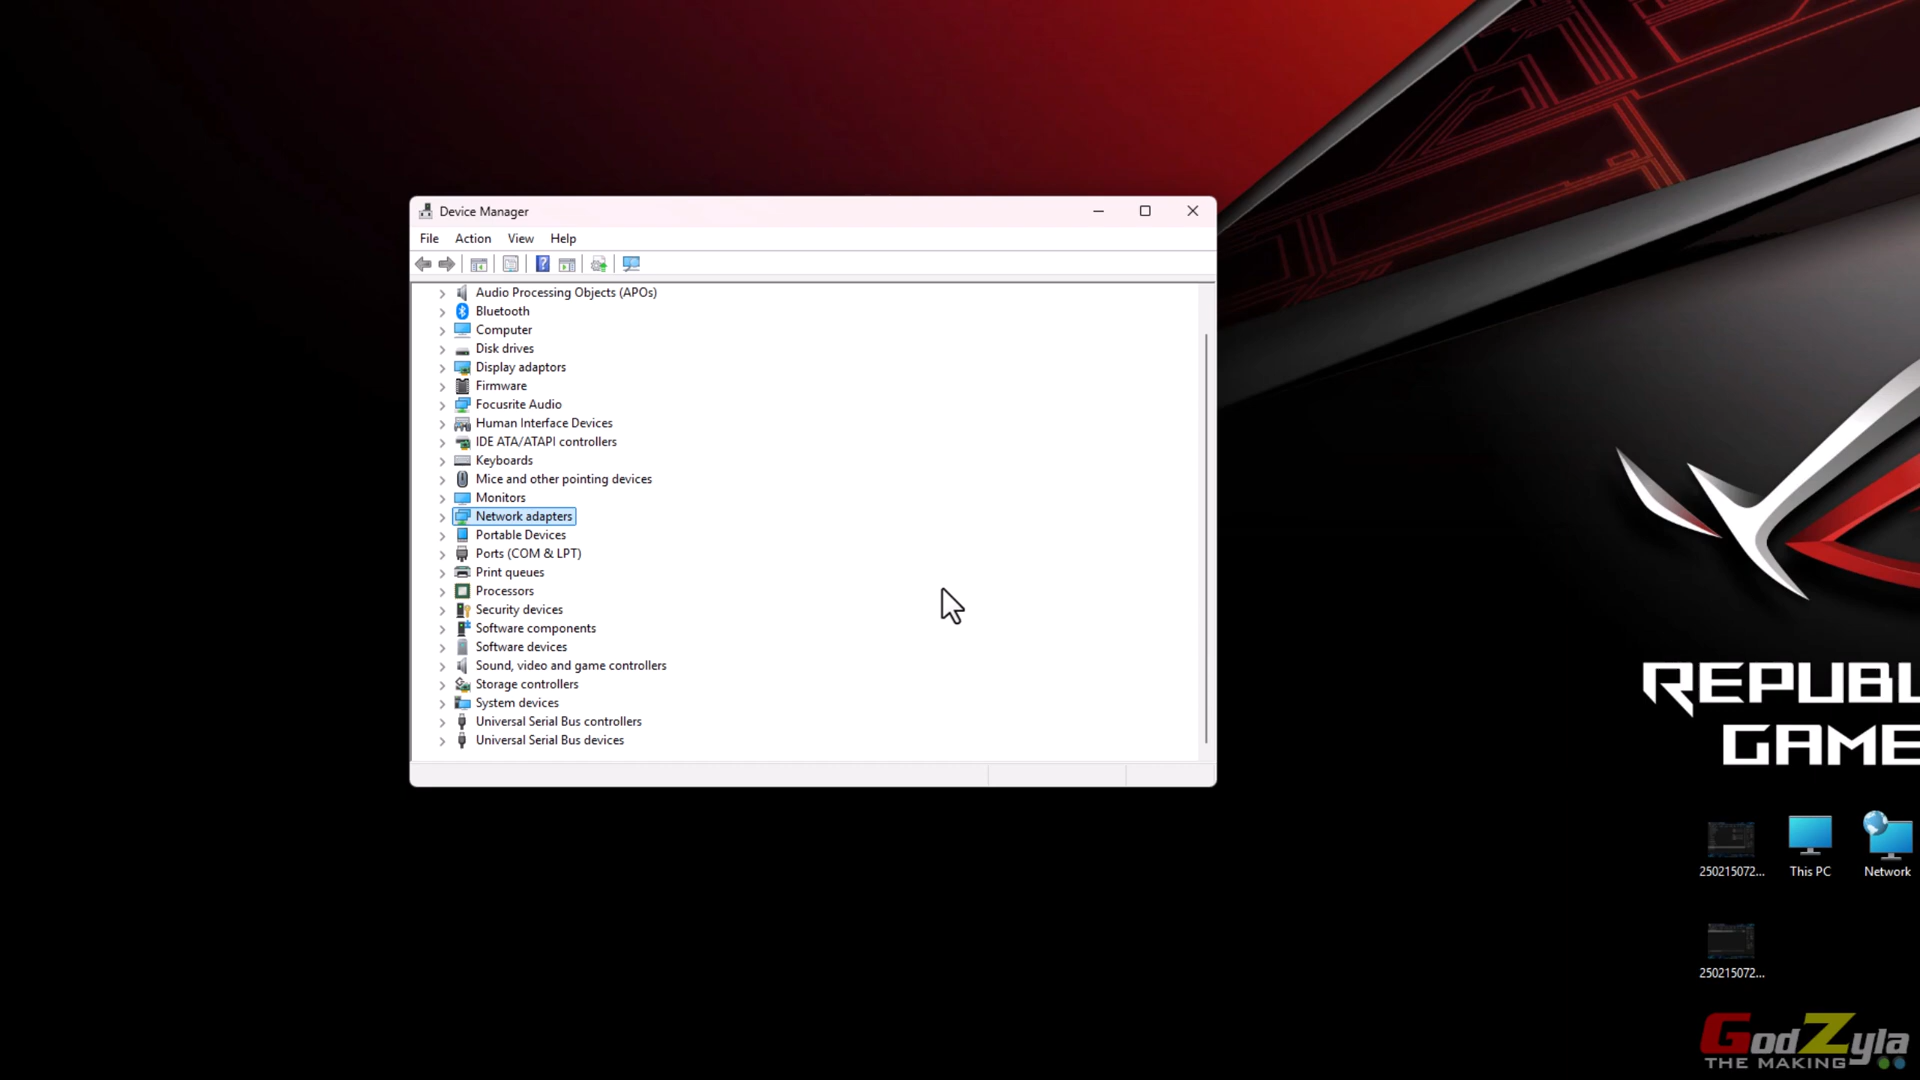 Device Manager
File Action View Help
Audio Processing Objects (APOs)
Bluetooth
Computer
Disk drives
Display adaptors
Firmware
Focusrite Audio
Human Interface Devices
IDE ATA/ATAPI controllers
Keyboards
Mice and other pointing devices
Monitors
Network adapters
Portable Devices
Ports (COM & LPT)
Print queues
Processors
Security devices
Software components
Software devices
Sound, video and game controllers
Storage controllers
System devices
Universal Serial Bus controllers
Universal Serial Bus devices
REPUBL
GAME
250215072... This PC Network
250215072...
GodZyla
THE MAKING